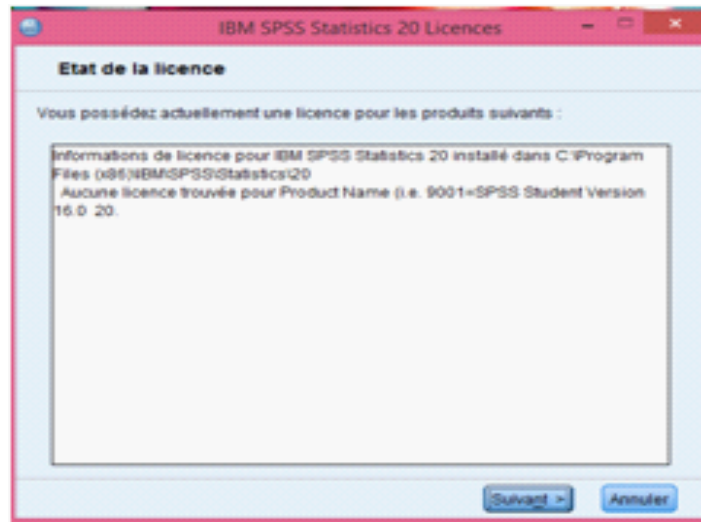 IBM SPSS Statistics 20 Licences
Etat de la licence
Vous possédez actuellement une licence pour les produits suivants :
Informations de licence pour IBM SPSS Statistics 20 installé dans C:\Program
Files (x86)\IBM\SPSS\Statistics\20
Aucune licence trouvée pour Product Name (i.e. 9001=SPSS Student Version
16.0 20.
Suivant >
Annuler